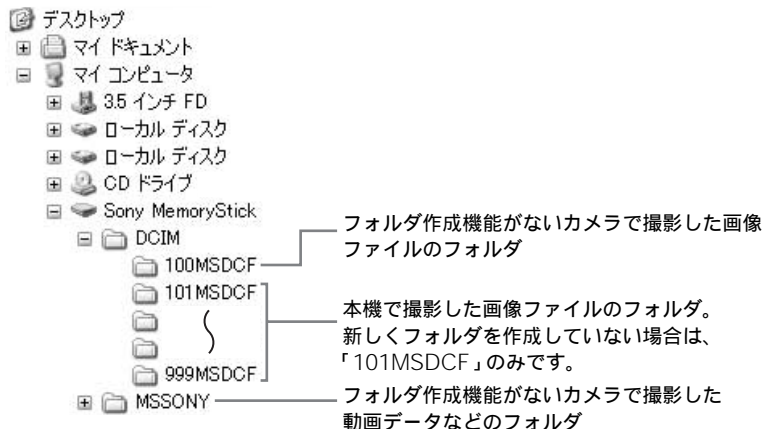 デスクトップ
マイ ドキュメント
マイ コンピュータ
3.5 インチ FD
ローカル ディスク
ローカル ディスク
CD ドライブ
Sony MemoryStick
DCIM
100MSDCF
フォルダ作成機能がないカメラで撮影した画像
ファイルのフォルダ
101MSDCF
999MSDCF
本機で撮影した画像ファイルのフォルダ。
新しくフォルダを作成していない場合は、
「101MSDCF」のみです。
MSSONY
フォルダ作成機能がないカメラで撮影した
動画データなどのフォルダ